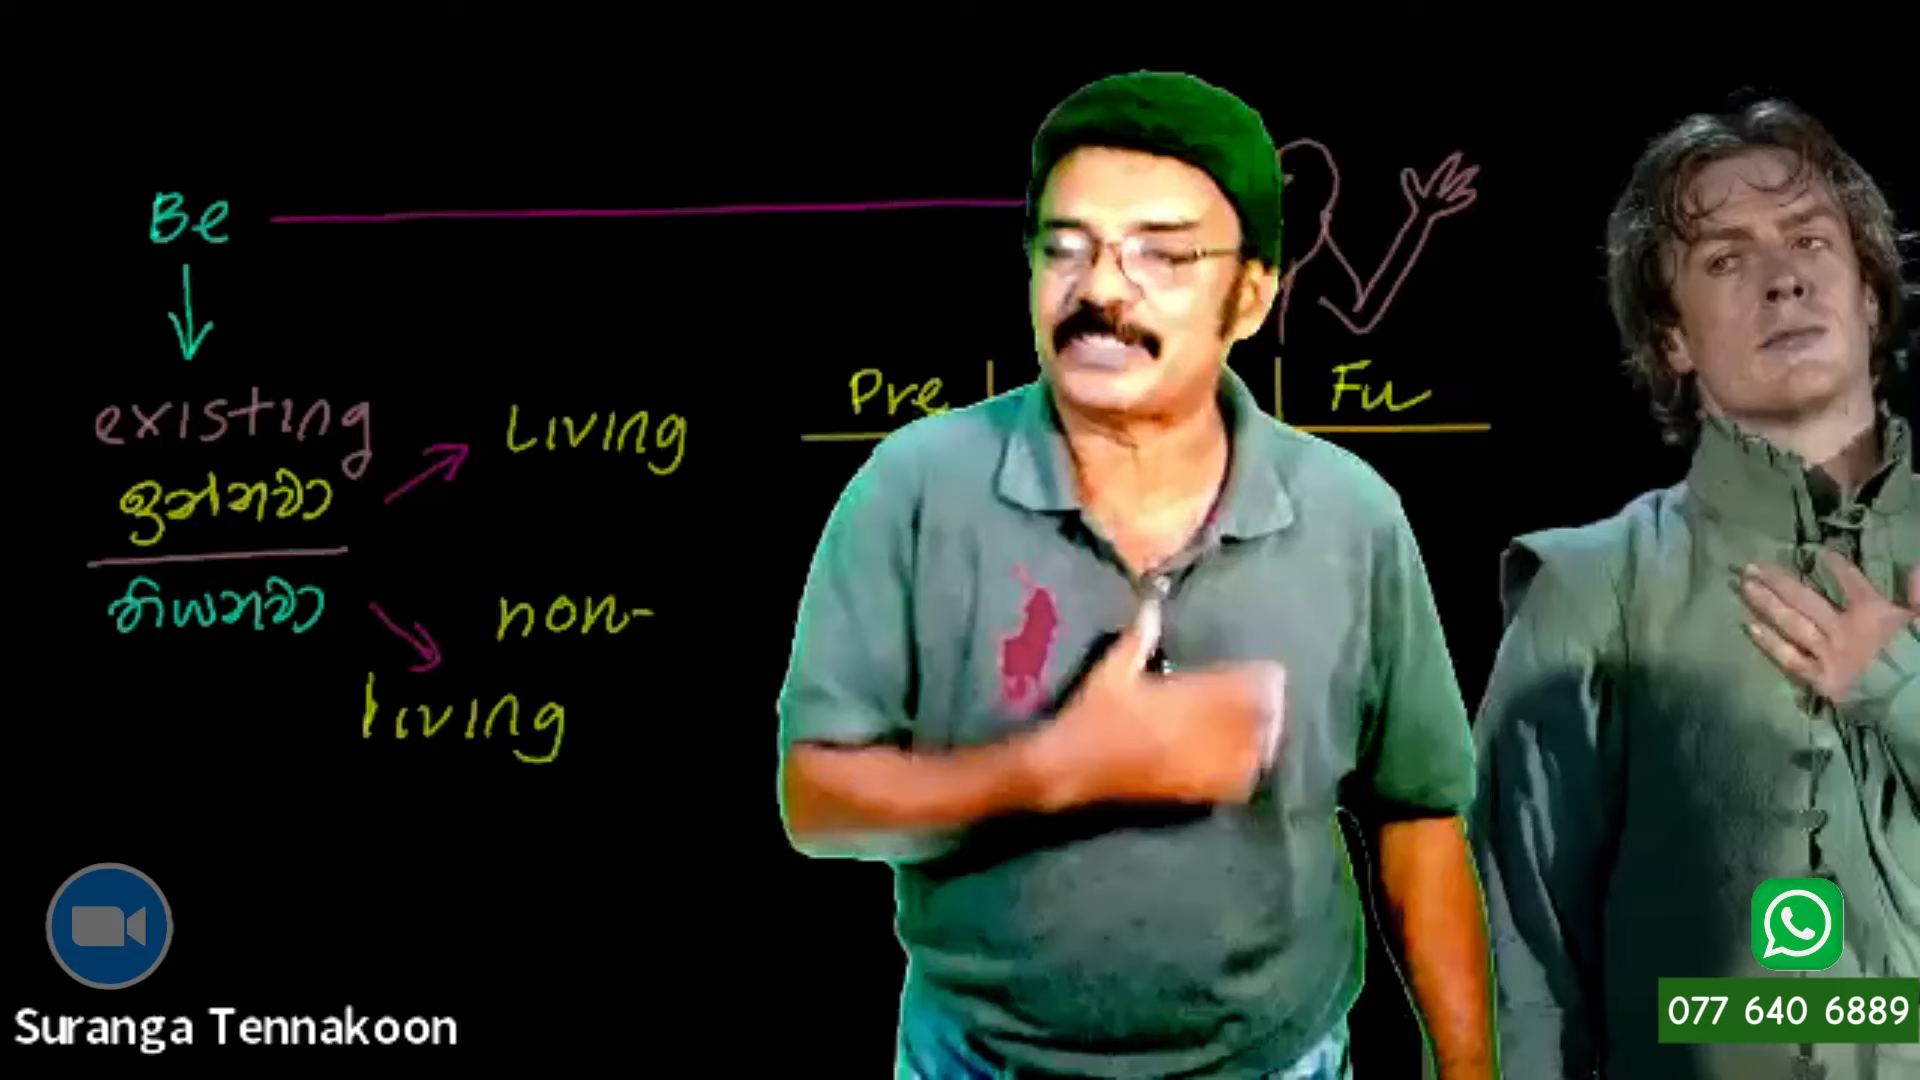 Be
Pre
Fu
existing
Living
ඉන්නවා
තියනවා
non-
living
Suranga Tennakoon
077 640 6889